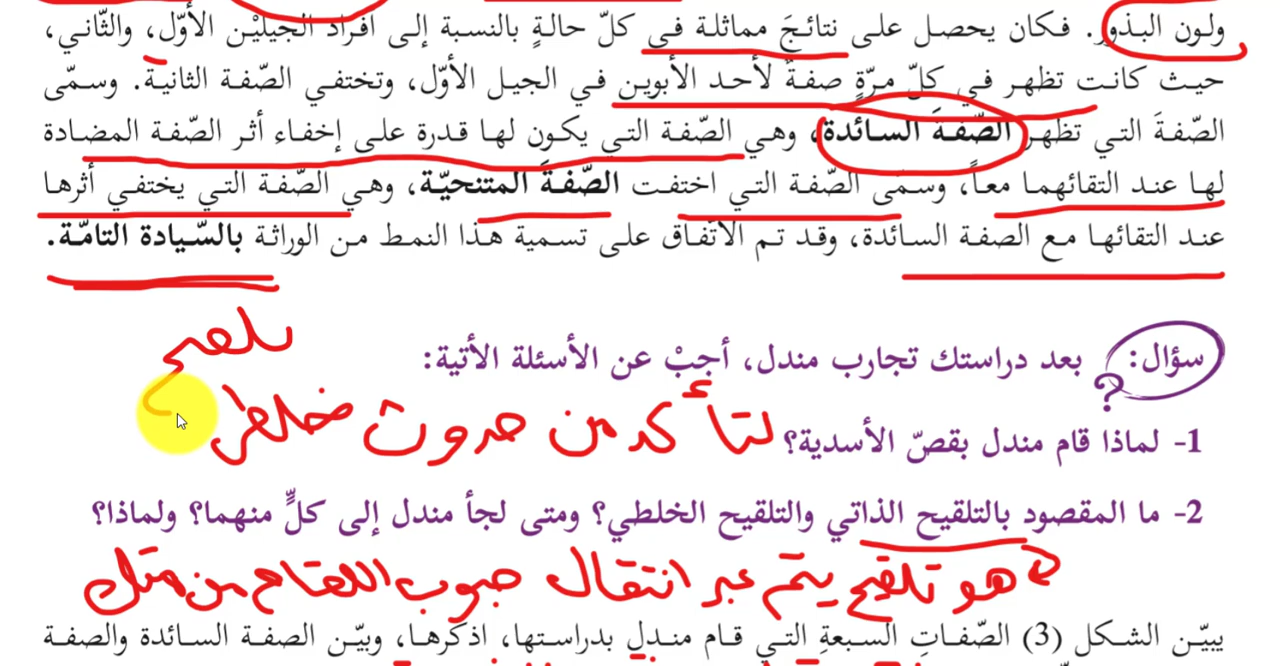 ولون البذور. فكان يحصل على نتائجَ مماثلة في كلّ حالةٍ بالنسبة إلى أفراد الجيليْن الأوّل، والثّاني،
حيث كانت تظهر في كلّ مرّةٍ صفةٌ لأحد الأبوين في الجيل الأوّل، وتختفي الصّفة الثانية. وسمّى
الصّفةَ التي تظهر الصّفةَ السائدة، وهي الصّفة التي يكون لها قدرة على إخفاء أثر الصّفة المضادة
لها عند التقائهما معاً، وسمّى الصّفة التي اختفت الصّفةَ المتنحيّة، وهي الصّفة التي يختفي أثرها
عند التقائها مع الصفة السائدة، وقد تم الاتّفاق على تسمية هذا النمط من الوراثة بالسّيادة التامّة.
سؤال: بعد دراستك تجارب مندل، أجبْ عن الأسئلة الأتية:
1- لماذا قام مندل بقصّ الأسدية؟ لتأكد من حدوث تلقيح خلطي
2- ما المقصود بالتلقيح الذاتي والتلقيح الخلطي؟ ومتى لجأ مندل إلى كلٍّ منهما؟ ولماذا؟
هو تلقيح يتم عبر انتقال حبوب اللقاح من متك
يبيّن الشكل (3) الصّفاتِ السبعةِ التي قام مندل بدراستها، اذكرها، وبيّن الصفة السائدة والصفة